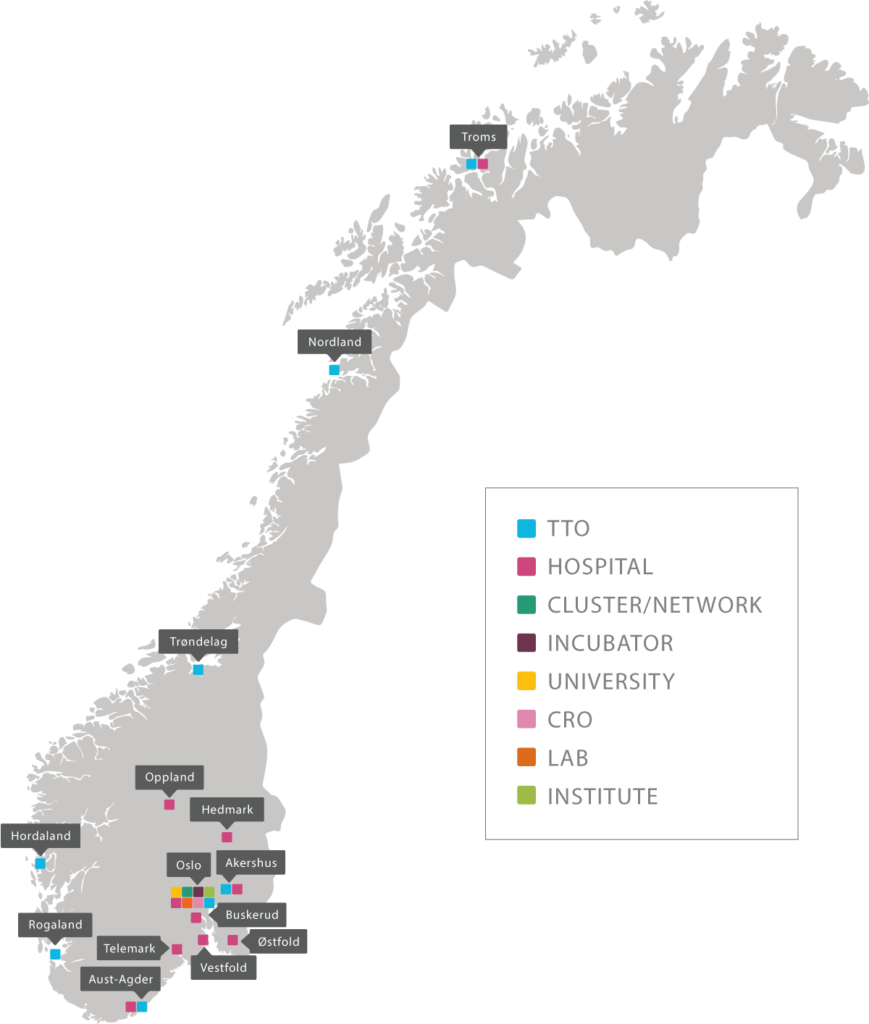 Troms
Nordland
TTO
HOSPITAL
CLUSTER/NETWORK
INCUBATOR
UNIVERSITY
CRO
LAB
INSTITUTE
Trøndelag
Oppland
Hedmark
Hordaland
Oslo
Akershus
Buskerud
Rogaland
Telemark
Østfold
Vestfold
Aust-Agder